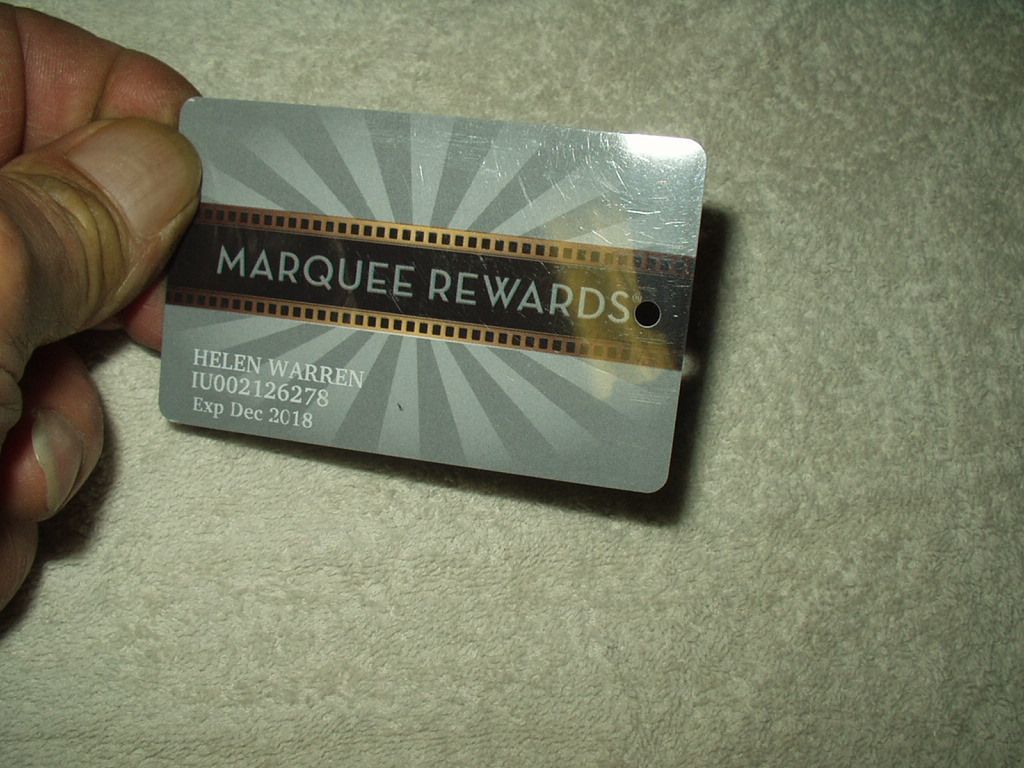 MARQUEE REWARDS
HELEN WARREN
IU002126278
Exp Dec 2018